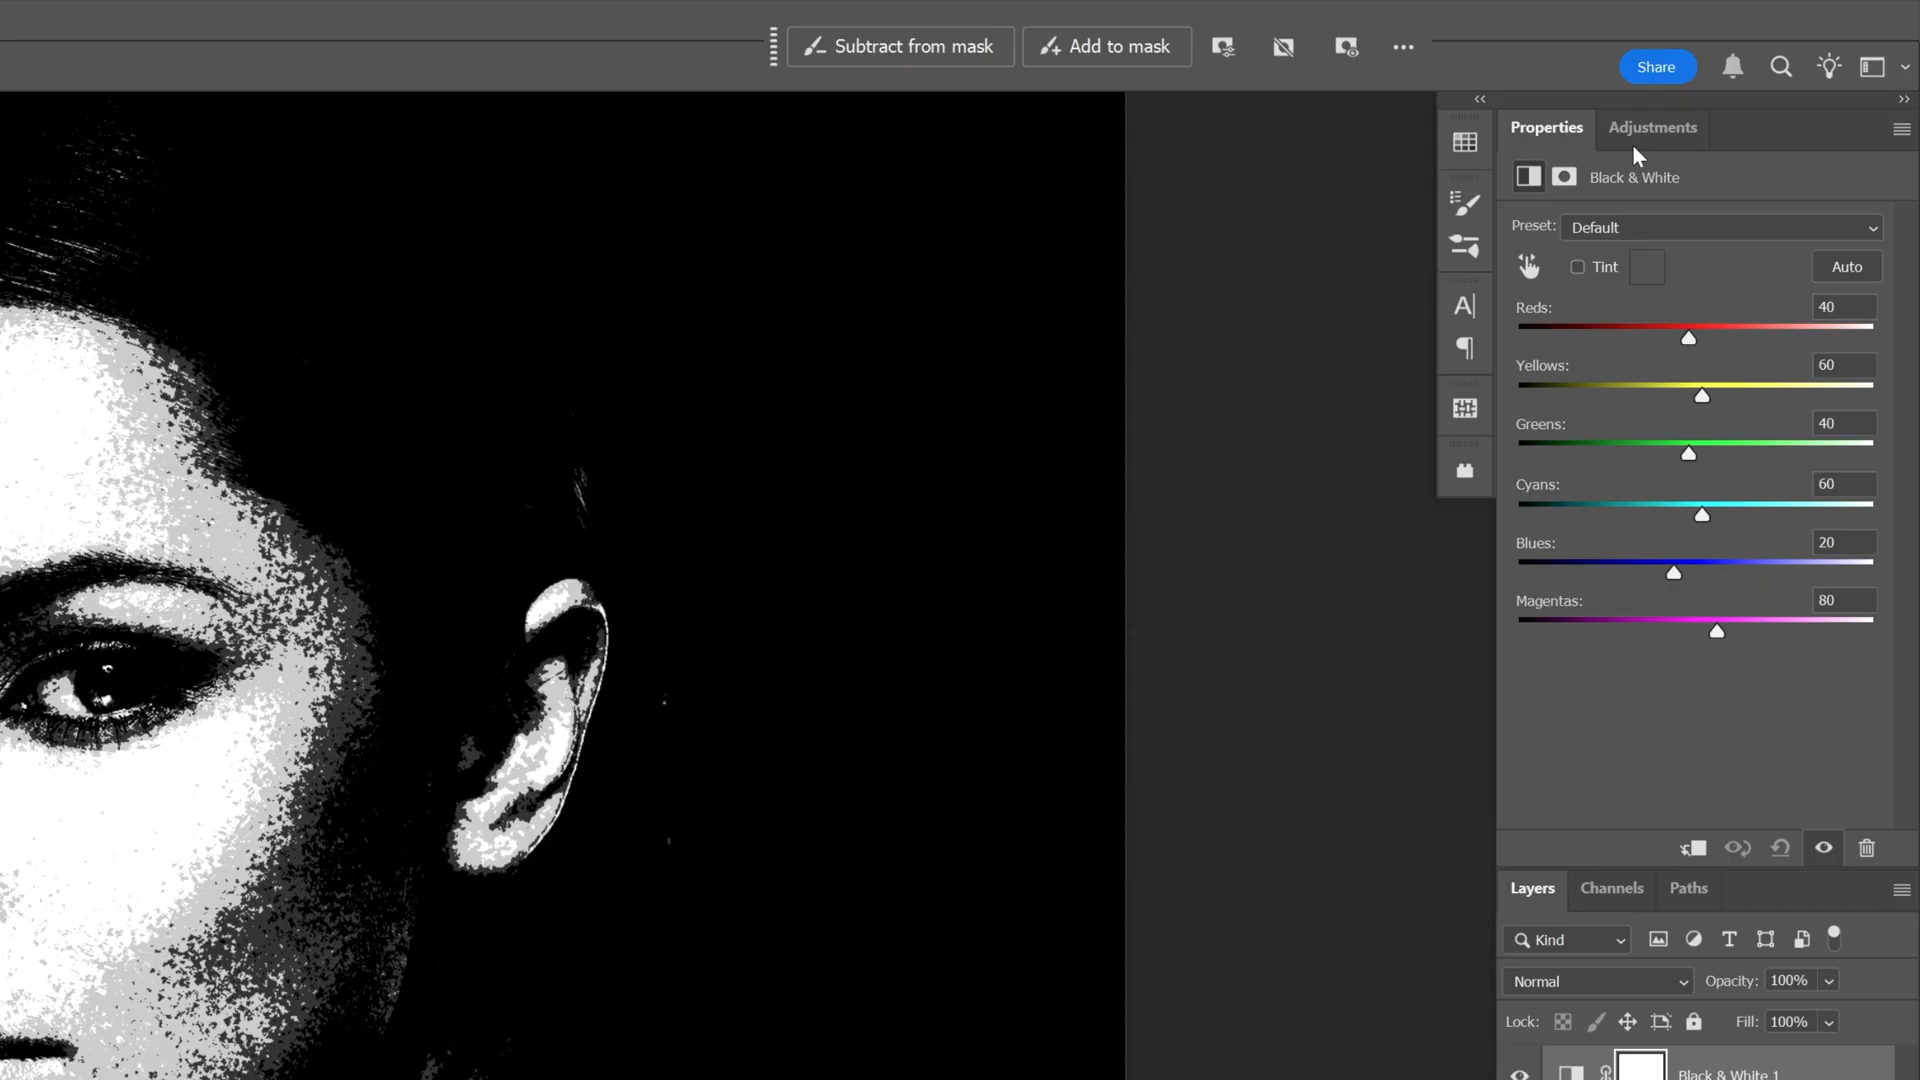 Subtract from mask
Add to mask
Share
Properties
Adjustments
Black & White
Preset:
Default
Tint
Auto
Reds:
40
Yellows:
60
Greens:
40
Cyans:
60
Blues:
20
Magentas:
80
Layers
Channels
Paths
Kind
Normal
Opacity:
100%
Lock:
Fill:
100%
Black & White 1